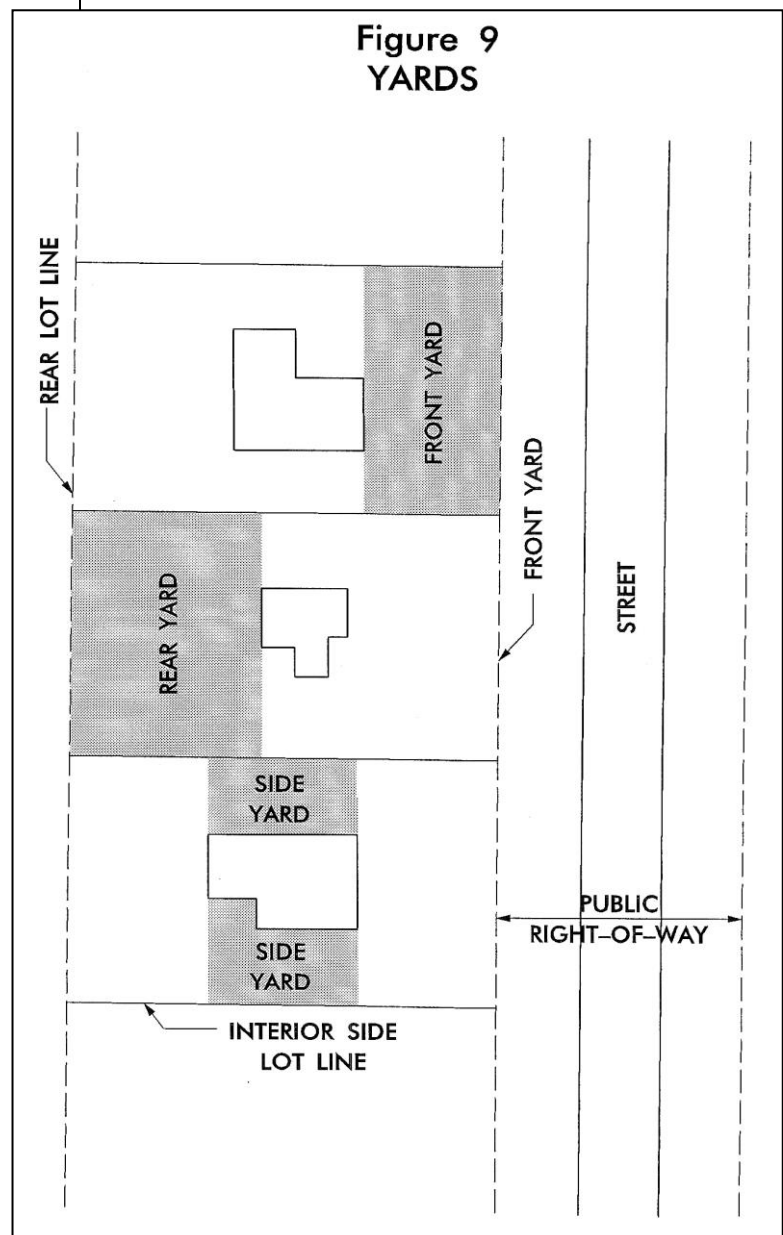 Figure 9
YARDS
REAR LOT LINE
FRONT YARD
FRONT YARD
REAR YARD
STREET
SIDE
YARD
SIDE
YARD
PUBLIC
RIGHT-OF-WAY
INTERIOR SIDE
LOT LINE